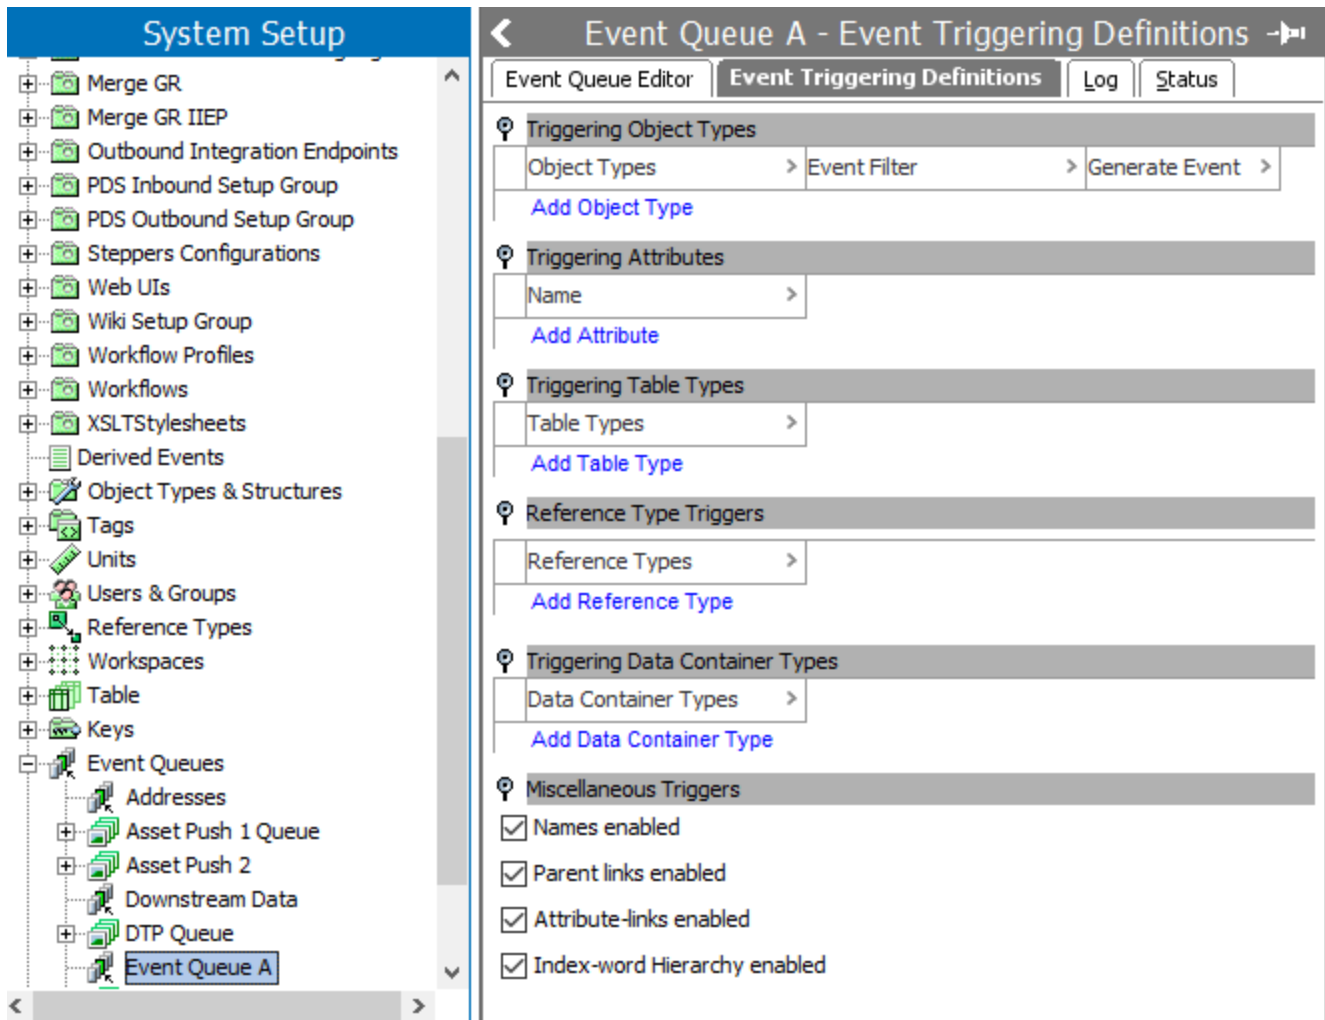 System Setup
Merge GR
Merge GR IIEP
Outbound Integration Endpoints
PDS Inbound Setup Group
PDS Outbound Setup Group
Steppers Configurations
Web UIs
Wiki Setup Group
Workflow Profiles
Workflows
XSLTStylesheets
Derived Events
Object Types & Structures
Tags
Units
Users & Groups
Reference Types
Workspaces
Table
Keys
Event Queues
Addresses
Asset Push 1 Queue
Asset Push 2
Downstream Data
DTP Queue
Event Queue A
Event Queue A - Event Triggering Definitions
Event Queue Editor Event Triggering Definitions Log Status
Triggering Object Types
Object Types > Event Filter > Generate Event >
Add Object Type
Triggering Attributes
Name >
Add Attribute
Triggering Table Types
Table Types >
Add Table Type
Reference Type Triggers
Reference Types >
Add Reference Type
Triggering Data Container Types
Data Container Types >
Add Data Container Type
Miscellaneous Triggers
Names enabled
Parent links enabled
Attribute-links enabled
Index-word Hierarchy enabled